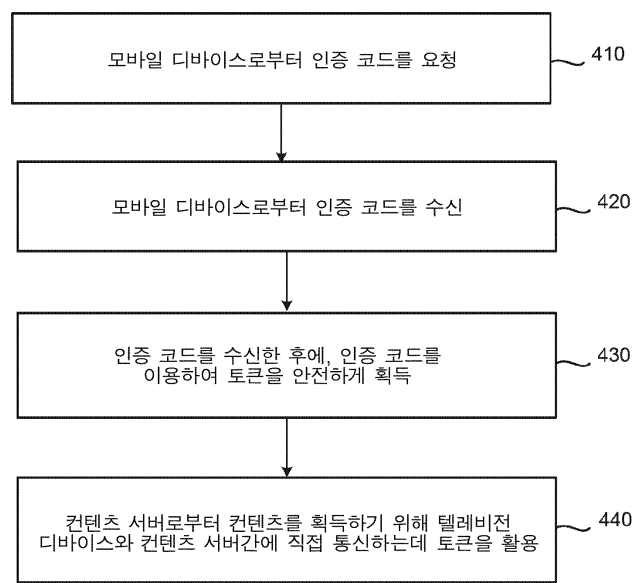 모바일 디바이스로부터 인증 코드를 요청
410
모바일 디바이스로부터 인증 코드를 수신
420
인증 코드를 수신한 후에, 인증 코드를
이용하여 토큰을 안전하게 획득
430
컨텐츠 서버로부터 컨텐츠를 획득하기 위해 텔레비전
디바이스와 컨텐츠 서버간에 직접 통신하는데 토큰을 활용
440